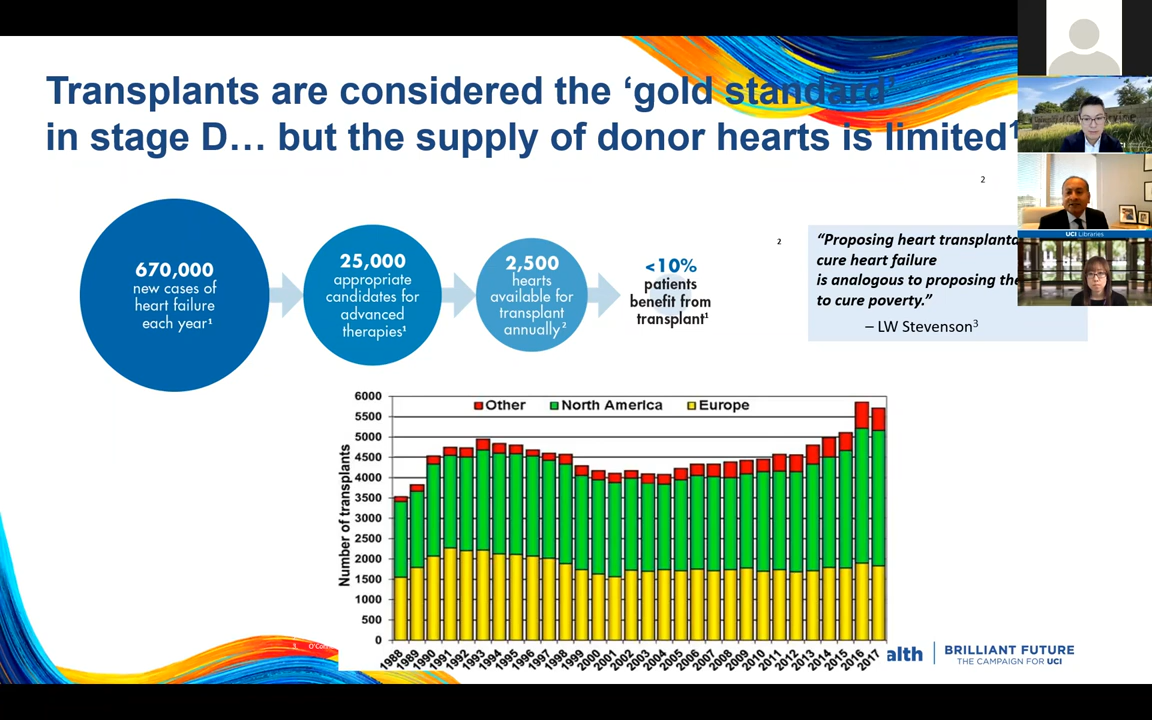 Transplants are considered the ‘gold standard’
in stage D… but the supply of donor hearts is limited¹
2
670,000
new cases of
heart failure
each year¹
25,000
appropriate
candidates for
advanced
therapies¹
2,500
hearts
available for
transplant
annually²
<10%
patients
benefit from
transplant¹
2
“Proposing heart transplanta
cure heart failure
is analogous to proposing the
to cure poverty.”
– LW Stevenson³
UCI Libraries
Other North America Europe
Number of transplants
6000
5500
5000
4500
4000
3500
3000
2500
2000
1500
1000
500
0
1988 1989 1990 1991 1992 1993 1994 1995 1996 1997 1998 1999 2000 2001 2002 2003 2004 2005 2006 2007 2008 2009 2010 2011 2012 2013 2014 2015 2016 2017
3. O'Con
alth
BRILLIANT FUTURE
THE CAMPAIGN FOR UCI